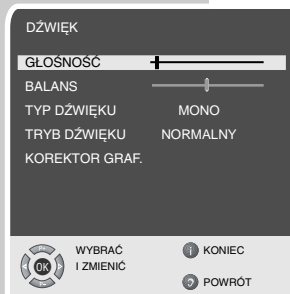 DŹWIĘK
GŁOŚNOŚĆ
BALANS
TYP DŹWIĘKU MONO
TRYB DŹWIĘKU NORMALNY
KOREKTOR GRAF.
OK
WYBRAĆ
I ZMIENIĆ
i KONIEC
POWRÓT